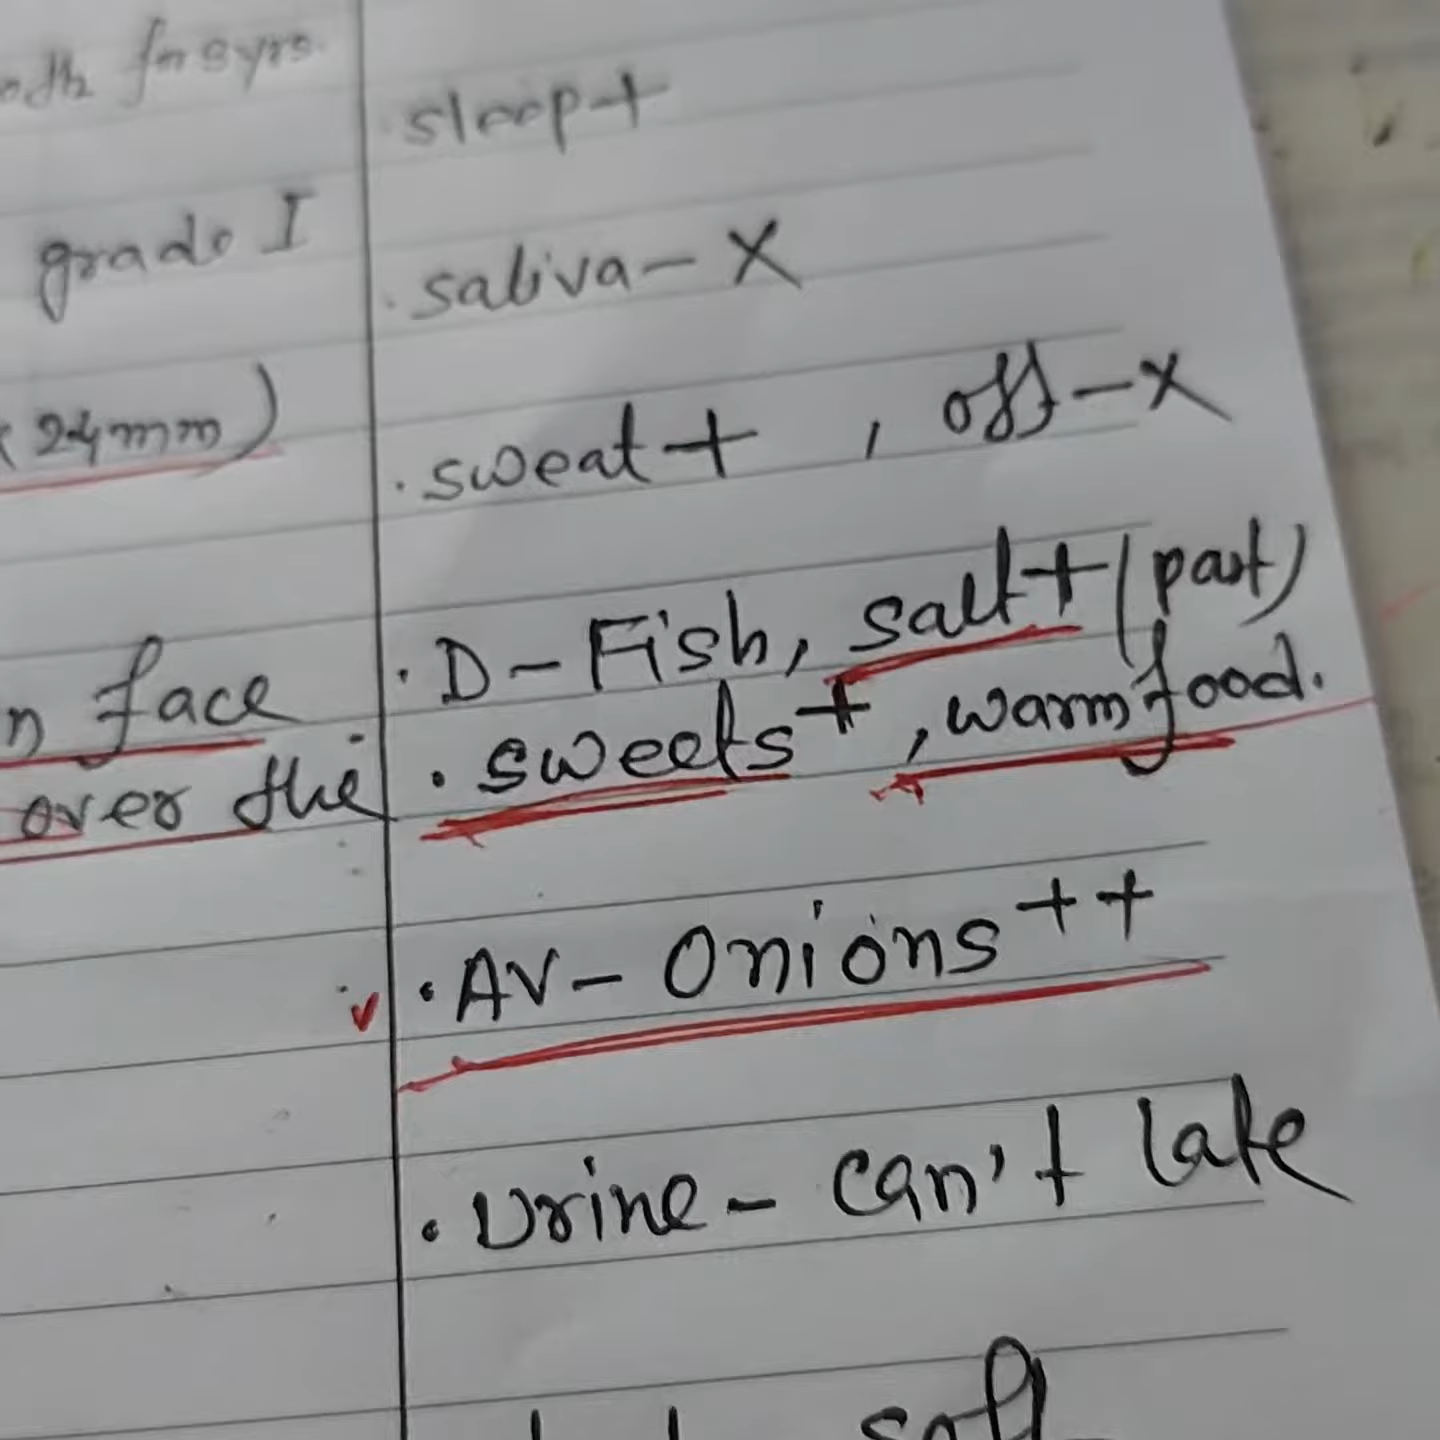 for 3yrs.
sleep+
grade I
. saliva - X
24mm)
. sweat + , off - X
. D - Fish, salt + (past)
n face
. sweets + , warm food.
over the
. AV - Onions ++
. Urine - can't late